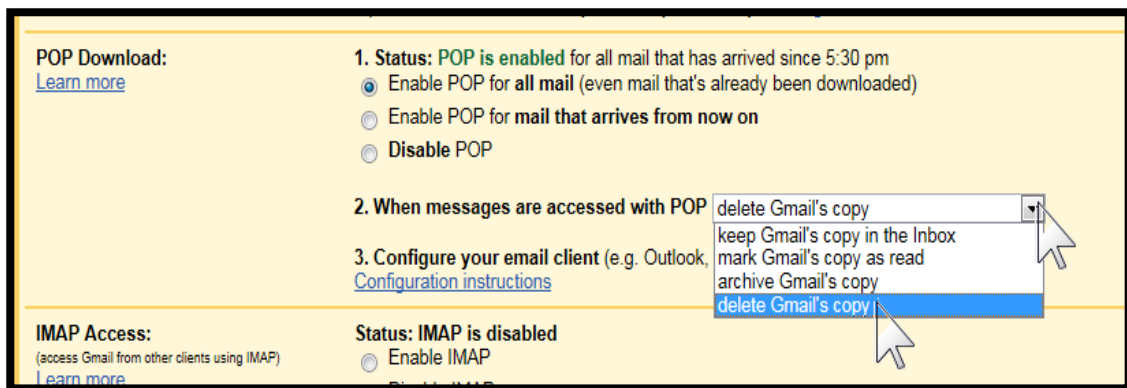 POP Download:
Learn more
1. Status: POP is enabled for all mail that has arrived since 5:30 pm
Enable POP for all mail (even mail that's already been downloaded)
Enable POP for mail that arrives from now on
Disable POP
2. When messages are accessed with POP delete Gmail's copy
keep Gmail's copy in the Inbox
mark Gmail's copy as read
archive Gmail's copy
delete Gmail's copy
3. Configure your email client (e.g. Outlook,
Configuration instructions
IMAP Access:
(access Gmail from other clients using IMAP)
Learn more
Status: IMAP is disabled
Enable IMAP